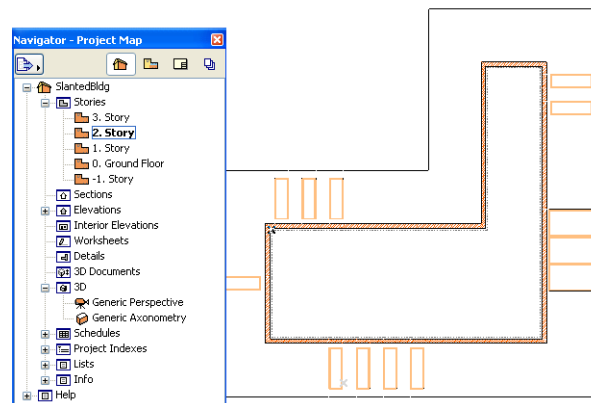 Navigator - Project Map
SlantedBldg
Stories
3. Story
2. Story
1. Story
0. Ground Floor
-1. Story
Sections
Elevations
Interior Elevations
Worksheets
Details
3D Documents
3D
Generic Perspective
Generic Axonometry
Schedules
Project Indexes
Lists
Info
Help